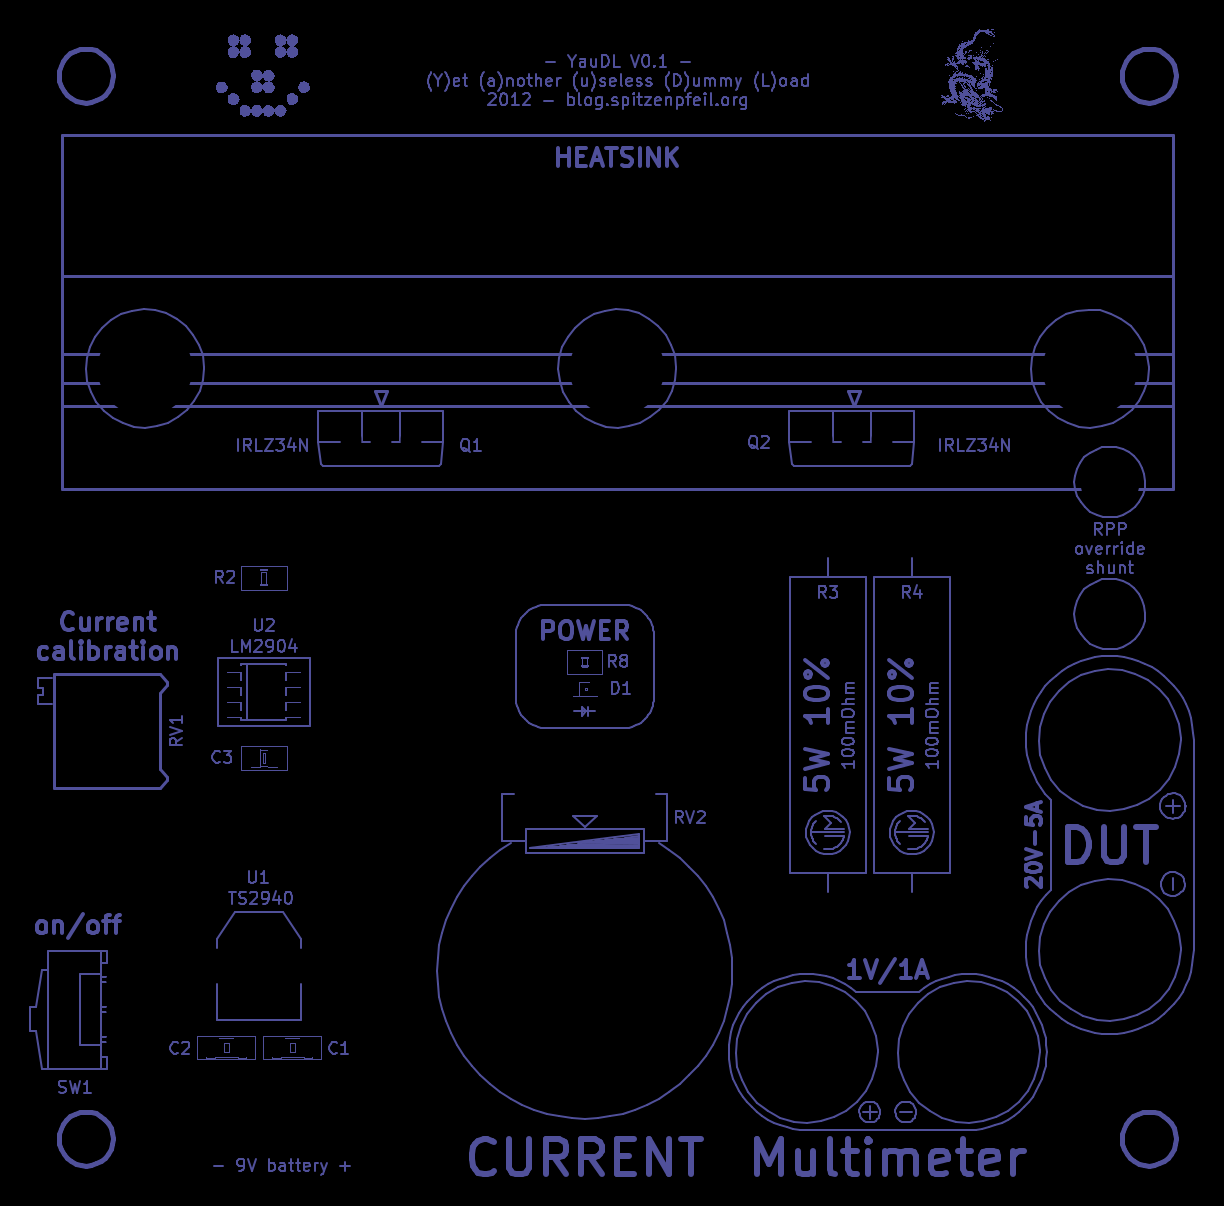 - YauDL V0.1 -
(Y)et (a)nother (u)seless (D)ummy (L)oad
2012 - blog.spitzenpfeil.org
HEATSINK
IRLZ34N
Q1
Q2
IRLZ34N
RPP
override
shunt
R2
R3
R4
Current
calibration
U2
LM2904
POWER
R8
D1
5W 10%
100mOhm
5W 10%
100mOhm
RV1
C3
RV2
20V-5A
DUT
+
-
U1
TS2940
on/off
1V/1A
C2
C1
SW1
+
-
- 9V battery +
CURRENT
Multimeter